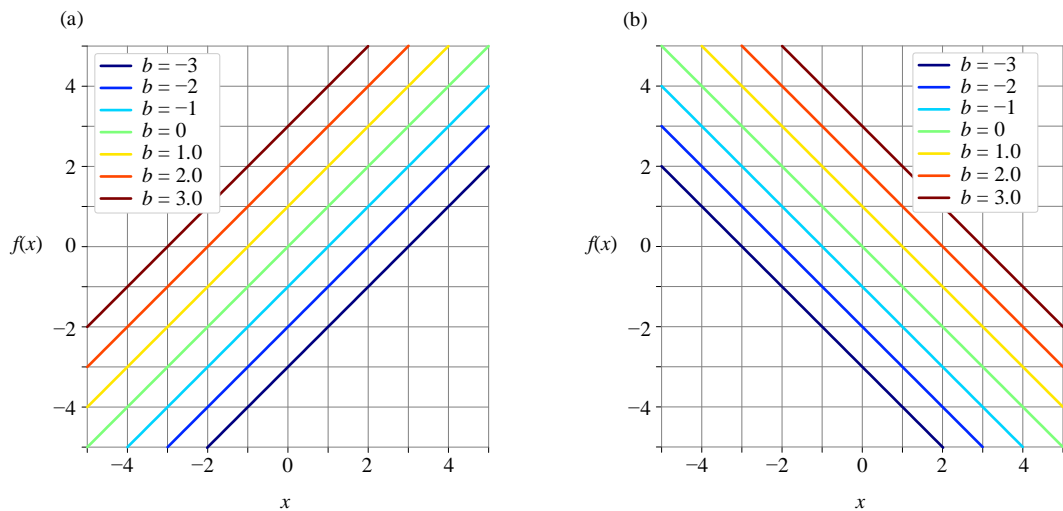 (a)
b = −3
b = −2
b = −1
b = 0
b = 1.0
b = 2.0
b = 3.0
4
2
0
−2
−4
f(x)
−4 −2 0 2 4
x
(b)
b = −3
b = −2
b = −1
b = 0
b = 1.0
b = 2.0
b = 3.0
4
2
0
−2
−4
f(x)
−4 −2 0 2 4
x